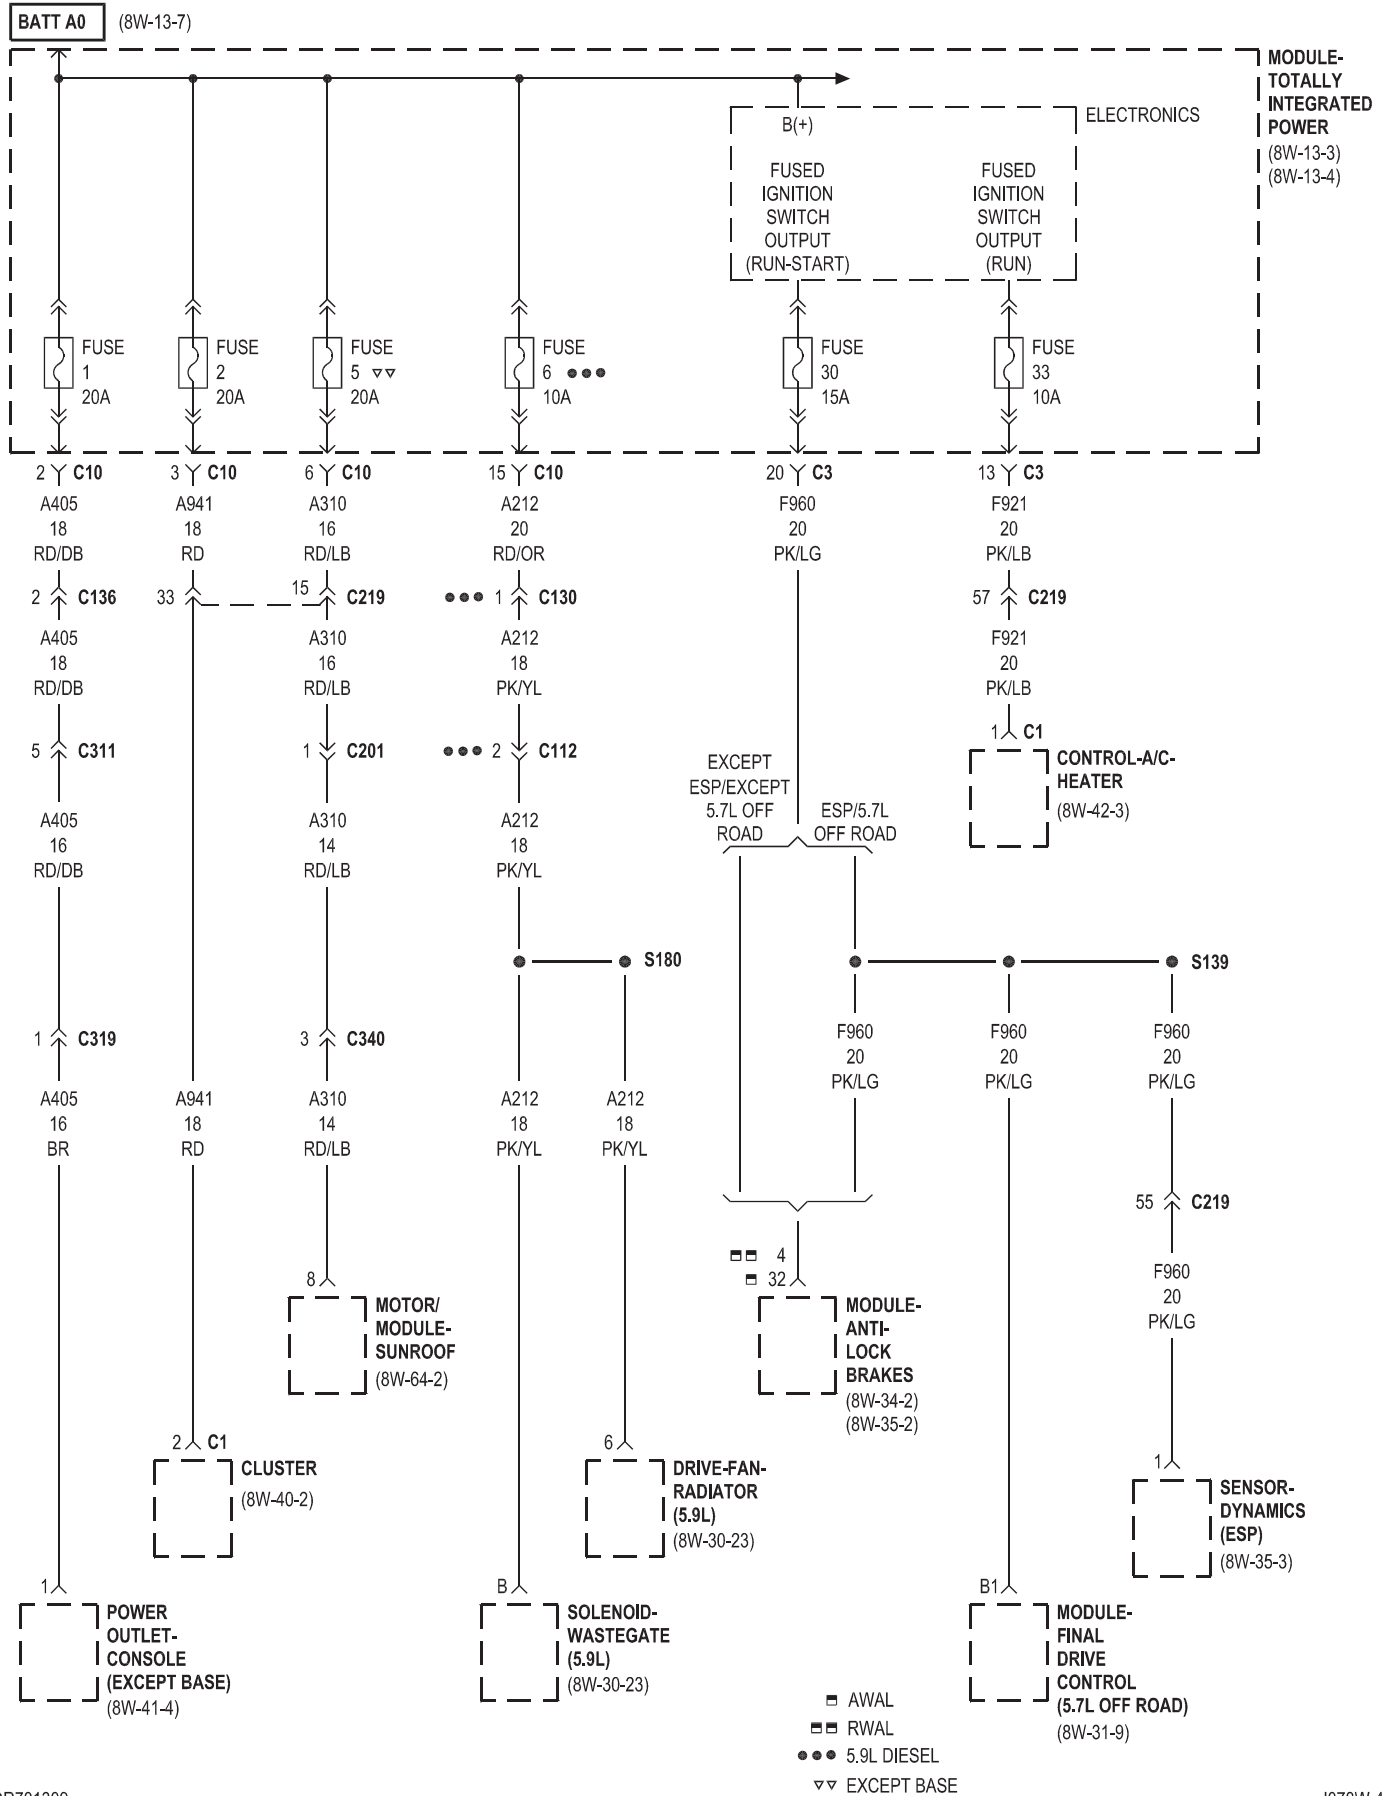 BATT A0 (8W-13-7)
MODULE-
TOTALLY
INTEGRATED
POWER
(8W-13-3)
(8W-13-4)
ELECTRONICS
B(+)
FUSED
IGNITION
SWITCH
OUTPUT
(RUN-START)
FUSED
IGNITION
SWITCH
OUTPUT
(RUN)
FUSE
1
20A
FUSE
2
20A
FUSE
5
20A
FUSE
6
10A
FUSE
30
15A
FUSE
33
10A
2 C10
3 C10
6 C10
15 C10
20 C3
13 C3
A405
18
RD/DB
A941
18
RD
A310
16
RD/LB
A212
20
RD/OR
F960
20
PK/LG
F921
20
PK/LB
2 C136
33
15 C219
1 C130
57 C219
A405
18
RD/DB
A310
16
RD/LB
A212
18
PK/YL
F921
20
PK/LB
1 C1
CONTROL-A/C-
HEATER
(8W-42-3)
5 C311
1 C201
2 C112
EXCEPT
ESP/EXCEPT
5.7L OFF
ROAD
ESP/5.7L
OFF ROAD
A405
16
RD/DB
A310
14
RD/LB
A212
18
PK/YL
S180
S139
1 C319
3 C340
F960
20
PK/LG
F960
20
PK/LG
F960
20
PK/LG
A405
16
BR
A941
18
RD
A310
14
RD/LB
A212
18
PK/YL
A212
18
PK/YL
55 C219
F960
20
PK/LG
4
32
8
MOTOR/
MODULE-
SUNROOF
(8W-64-2)
MODULE-
ANTI-
LOCK
BRAKES
(8W-34-2)
(8W-35-2)
2 C1
CLUSTER
(8W-40-2)
6
DRIVE-FAN-
RADIATOR
(5.9L)
(8W-30-23)
1
SENSOR-
DYNAMICS
(ESP)
(8W-35-3)
1
POWER
OUTLET-
CONSOLE
(EXCEPT BASE)
(8W-41-4)
B
SOLENOID-
WASTEGATE
(5.9L)
(8W-30-23)
B1
MODULE-
FINAL
DRIVE
CONTROL
(5.7L OFF ROAD)
(8W-31-9)
AWAL
RWAL
5.9L DIESEL
EXCEPT BASE